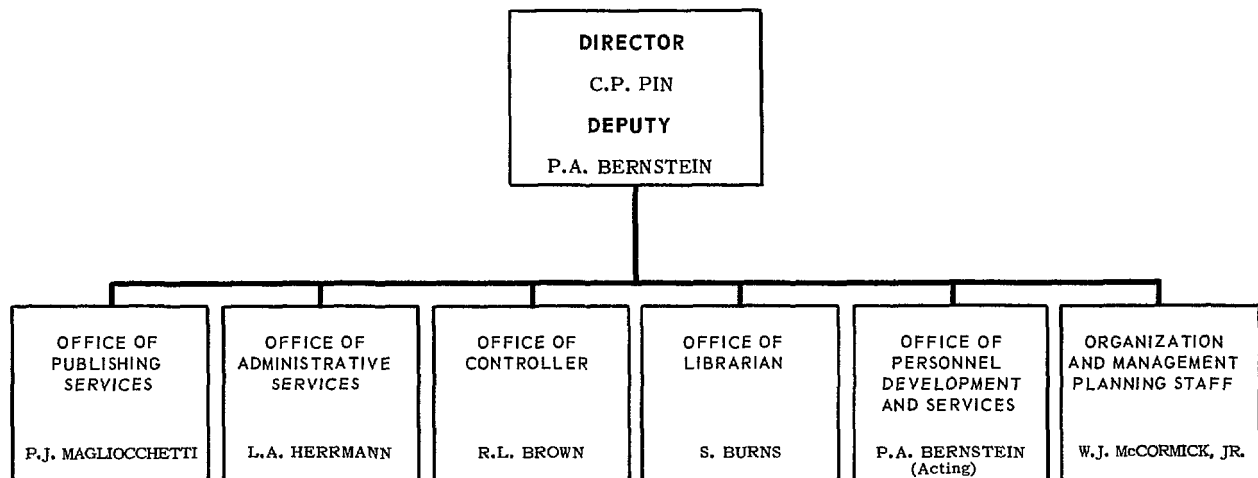 DIRECTOR
C.P. PIN
DEPUTY
P.A. BERNSTEIN
OFFICE OF
PUBLISHING
SERVICES
P.J. MAGLIOCCHETTI
OFFICE OF
ADMINISTRATIVE
SERVICES
L.A. HERRMANN
OFFICE OF
CONTROLLER
R.L. BROWN
OFFICE OF
LIBRARIAN
S. BURNS
OFFICE OF
PERSONNEL
DEVELOPMENT
AND SERVICES
P.A. BERNSTEIN
(Acting)
ORGANIZATION
AND MANAGEMENT
PLANNING STAFF
W.J. McCORMICK, JR.